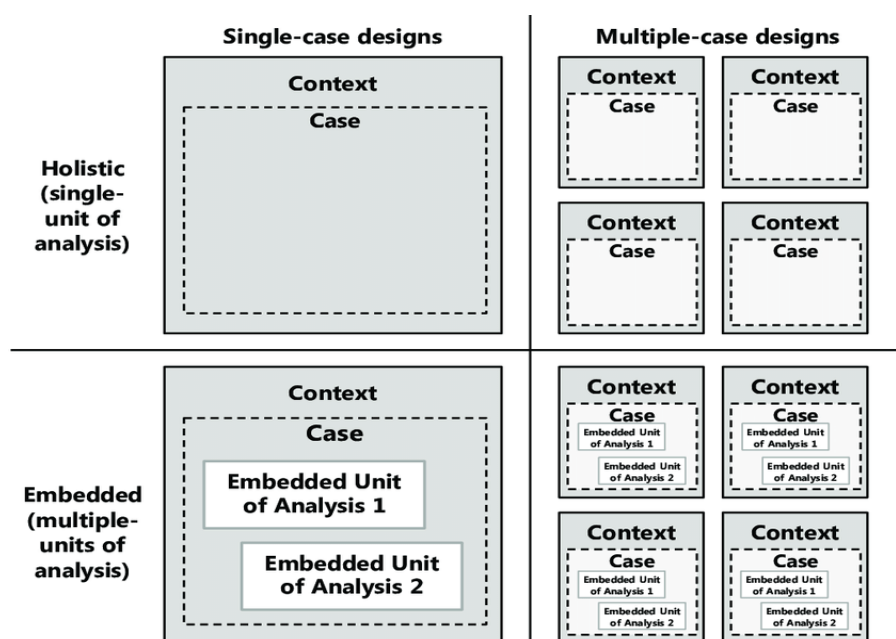 Single-case designs
Multiple-case designs
Holistic
(single-
unit of
analysis)
Context
Case
Context
Case
Context
Case
Context
Case
Context
Case
Embedded
(multiple-
units of
analysis)
Context
Case
Embedded Unit
of Analysis 1
Embedded Unit
of Analysis 2
Context
Case
Embedded Unit
of Analysis 1
Embedded Unit
of Analysis 2
Context
Case
Embedded Unit
of Analysis 1
Embedded Unit
of Analysis 2
Context
Case
Embedded Unit
of Analysis 1
Embedded Unit
of Analysis 2
Context
Case
Embedded Unit
of Analysis 1
Embedded Unit
of Analysis 2